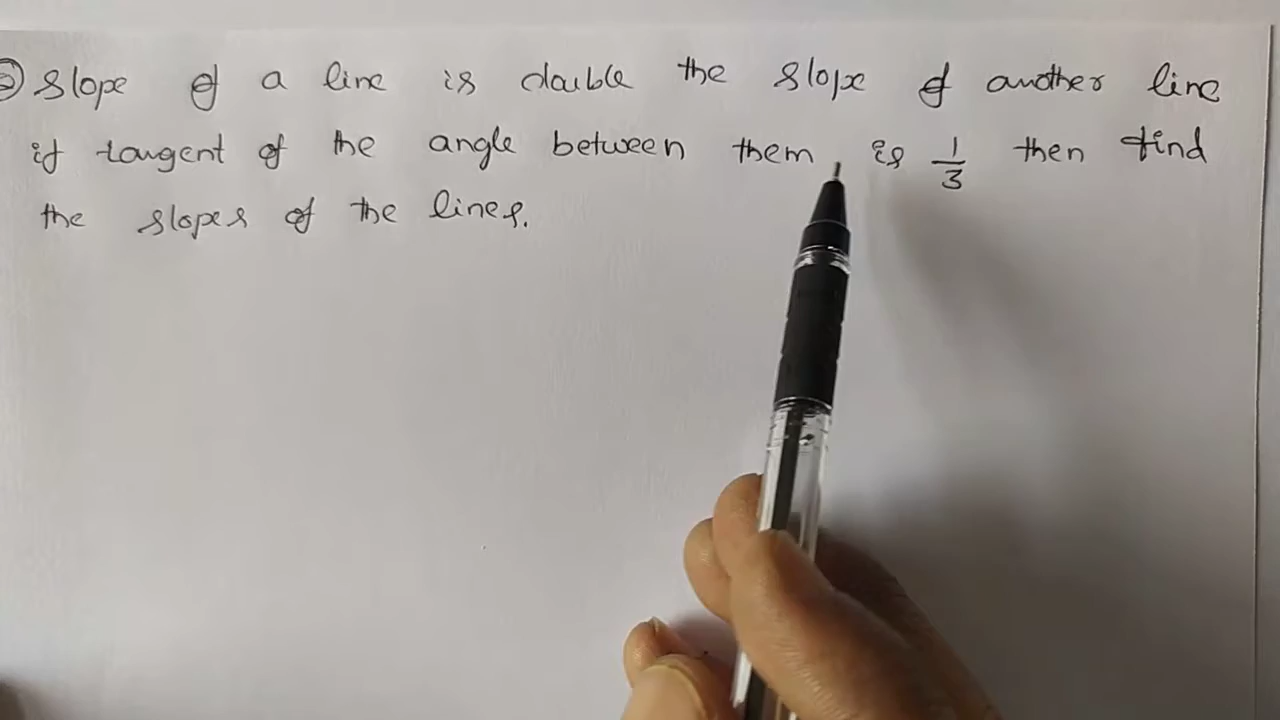 ② Slope of a line is double the slope of another line
if tangent of the angle between them is 1/3 then find
the slopes of the lines.